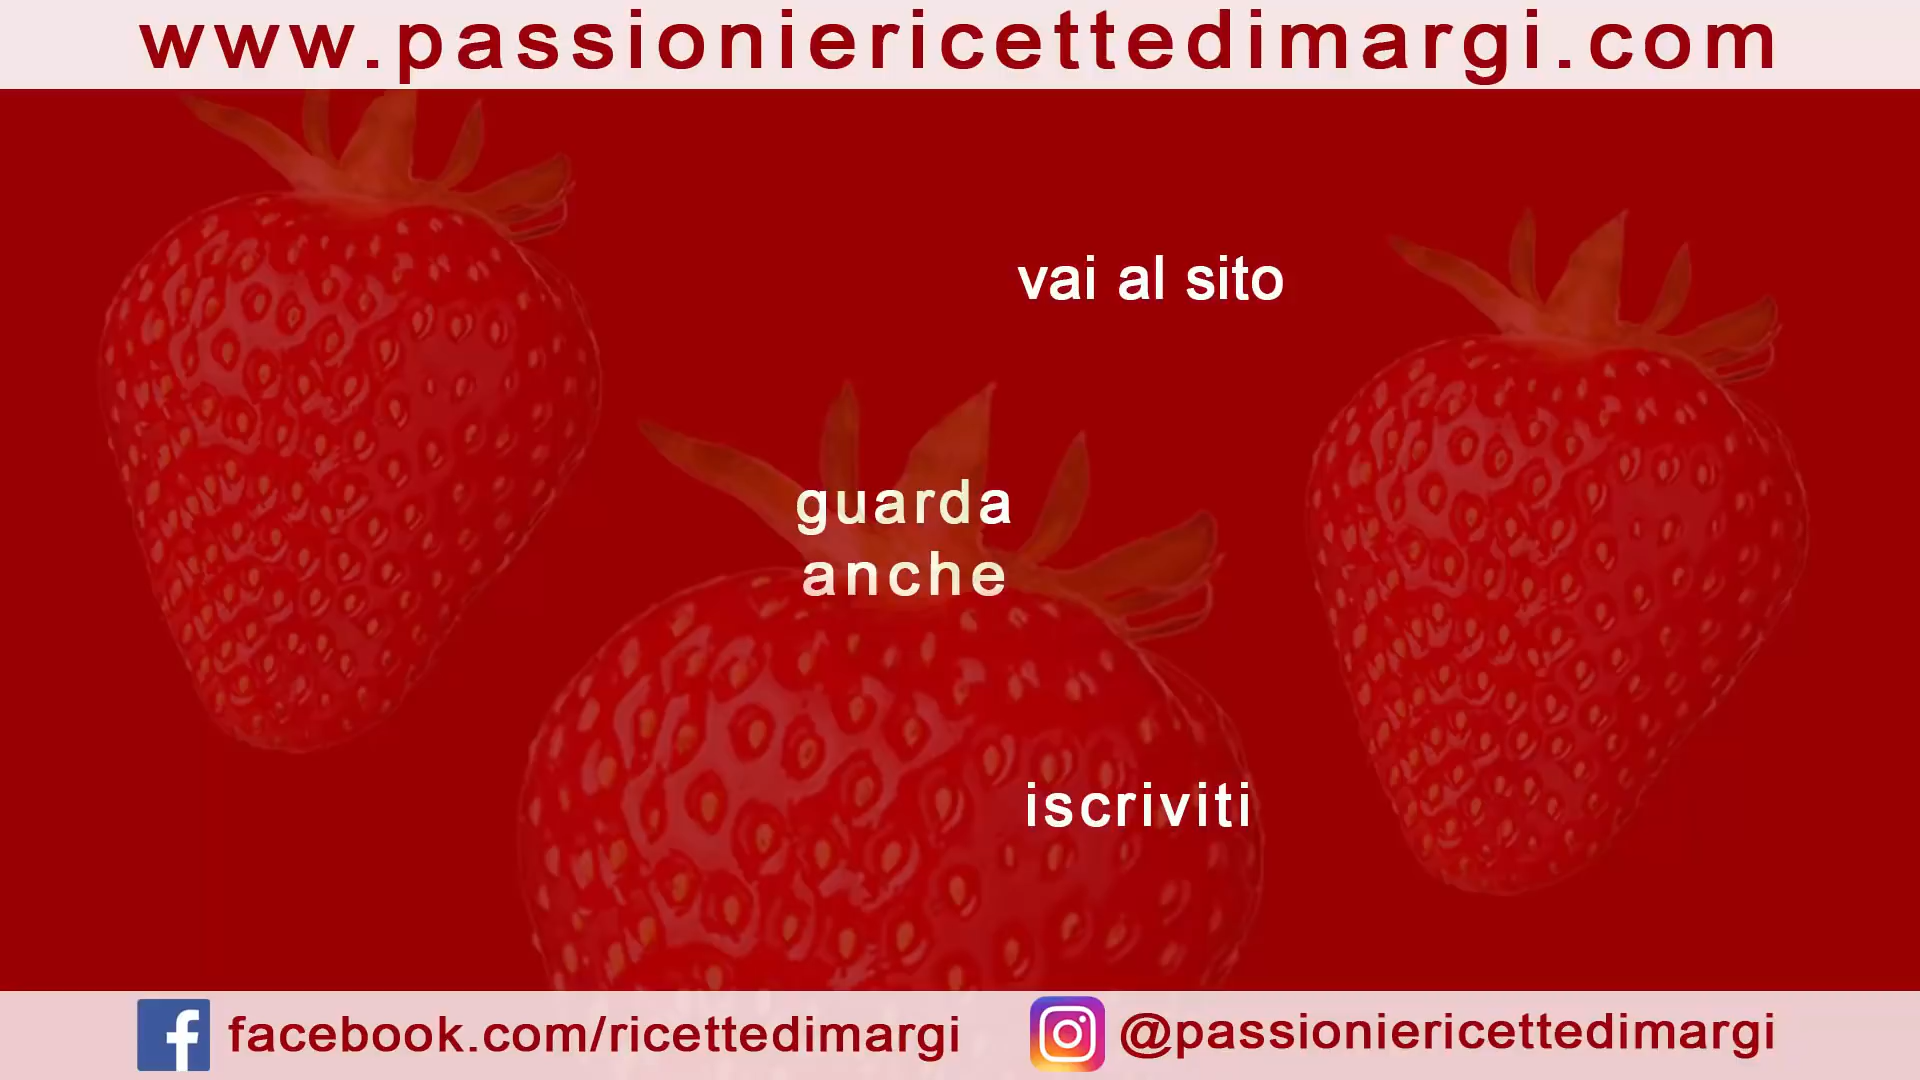 www.passioniericettedimargi.com
vai al sito
guarda
anche
iscriviti
facebook.com/ricettedimargi
@passioniericettedimargi